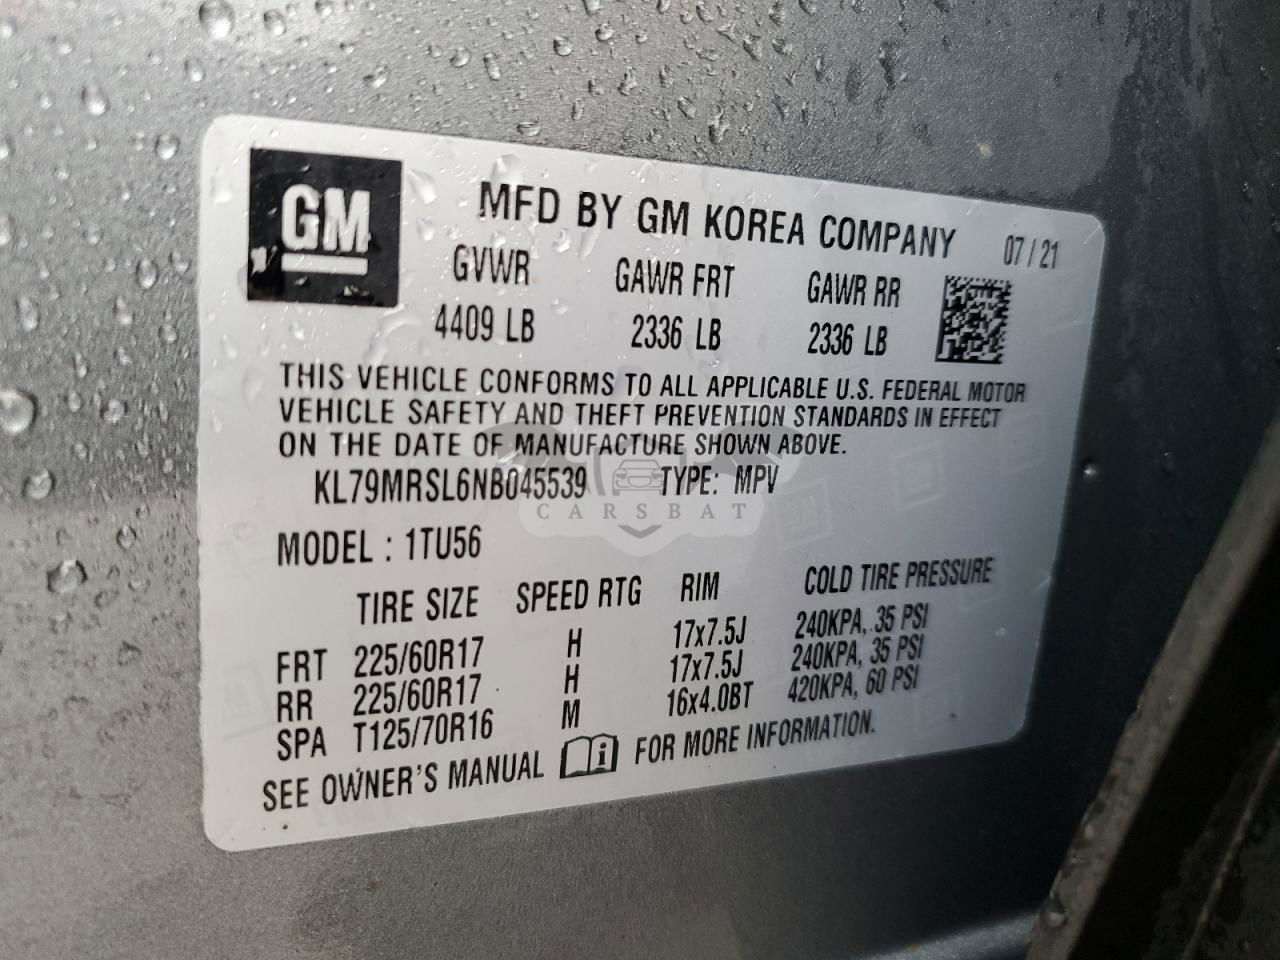 GM
MFD BY GM KOREA COMPANY 07/21
GVWR GAWR FRT GAWR RR
4409 LB 2336 LB 2336 LB
THIS VEHICLE CONFORMS TO ALL APPLICABLE U.S. FEDERAL MOTOR
VEHICLE SAFETY AND THEFT PREVENTION STANDARDS IN EFFECT
ON THE DATE OF MANUFACTURE SHOWN ABOVE.
KL79MRSL6NB045539 TYPE: MPV
CARSBAT
MODEL : 1TU56
TIRE SIZE SPEED RTG RIM COLD TIRE PRESSURE
FRT 225/60R17 H 17x7.5J 240KPA, 35 PSI
RR 225/60R17 H 17x7.5J 240KPA, 35 PSI
SPA T125/70R16 M 16x4.0BT 420KPA, 60 PSI
SEE OWNER'S MANUAL i FOR MORE INFORMATION.